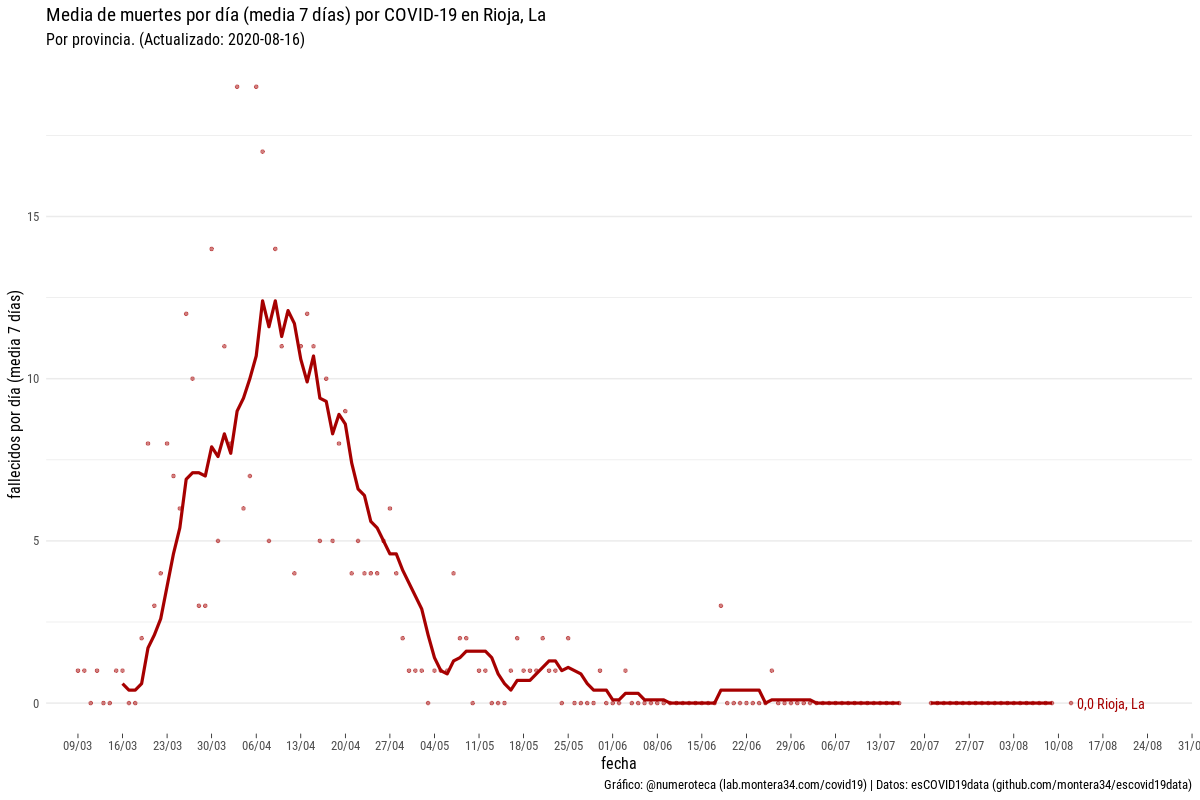 Media de muertes por día (media 7 días) por COVID-19 en Rioja, La
Por provincia. (Actualizado: 2020-08-16)
fallecidos por día (media 7 días)
15
10
5
0
0,0 Rioja, La
09/03 16/03 23/03 30/03 06/04 13/04 20/04 27/04 04/05 11/05 18/05 25/05 01/06 08/06 15/06 22/06 29/06 06/07 13/07 20/07 27/07 03/08 10/08 17/08 24/08 31/0
fecha
Gráfico: @numeroteca (lab.montera34.com/covid19) | Datos: esCOVID19data (github.com/montera34/escovid19data)